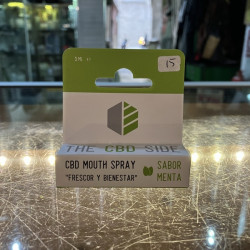 15
THE CBD SIDE
CBD MOUTH SPRAY
"FRESCOR Y BIENESTAR"
SABOR
MENTA